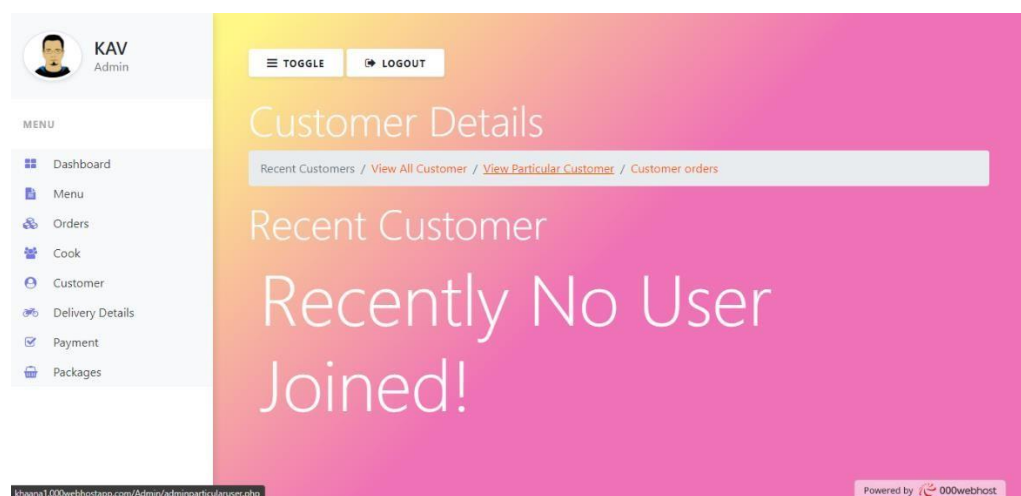 KAV
Admin
MENU
Dashboard
Menu
Orders
Cook
Customer
Delivery Details
Payment
Packages
TOGGLE
LOGOUT
Customer Details
Recent Customers / View All Customer / View Particular Customer / Customer orders
Recent Customer
Recently No User
Joined!
khaana1.000webhostapp.com/Admin/adminparticularuser.php
Powered by 000webhost